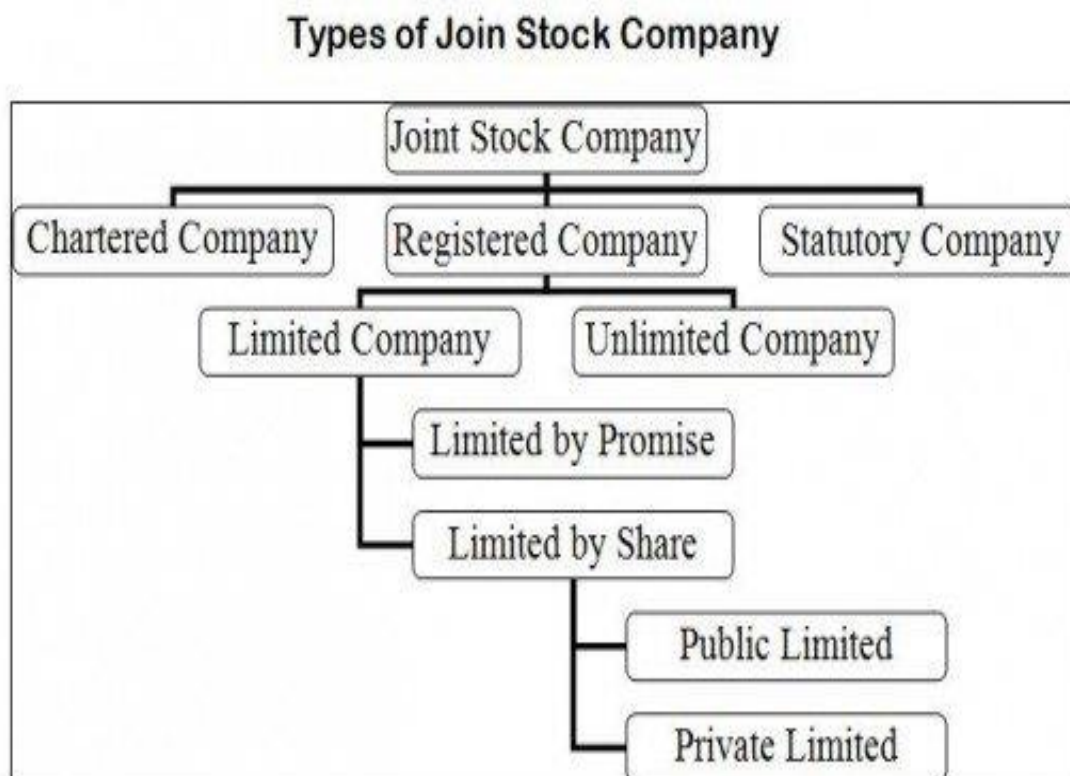 Types of Join Stock Company
Joint Stock Company
Chartered Company
Registered Company
Statutory Company
Limited Company
Unlimited Company
Limited by Promise
Limited by Share
Public Limited
Private Limited